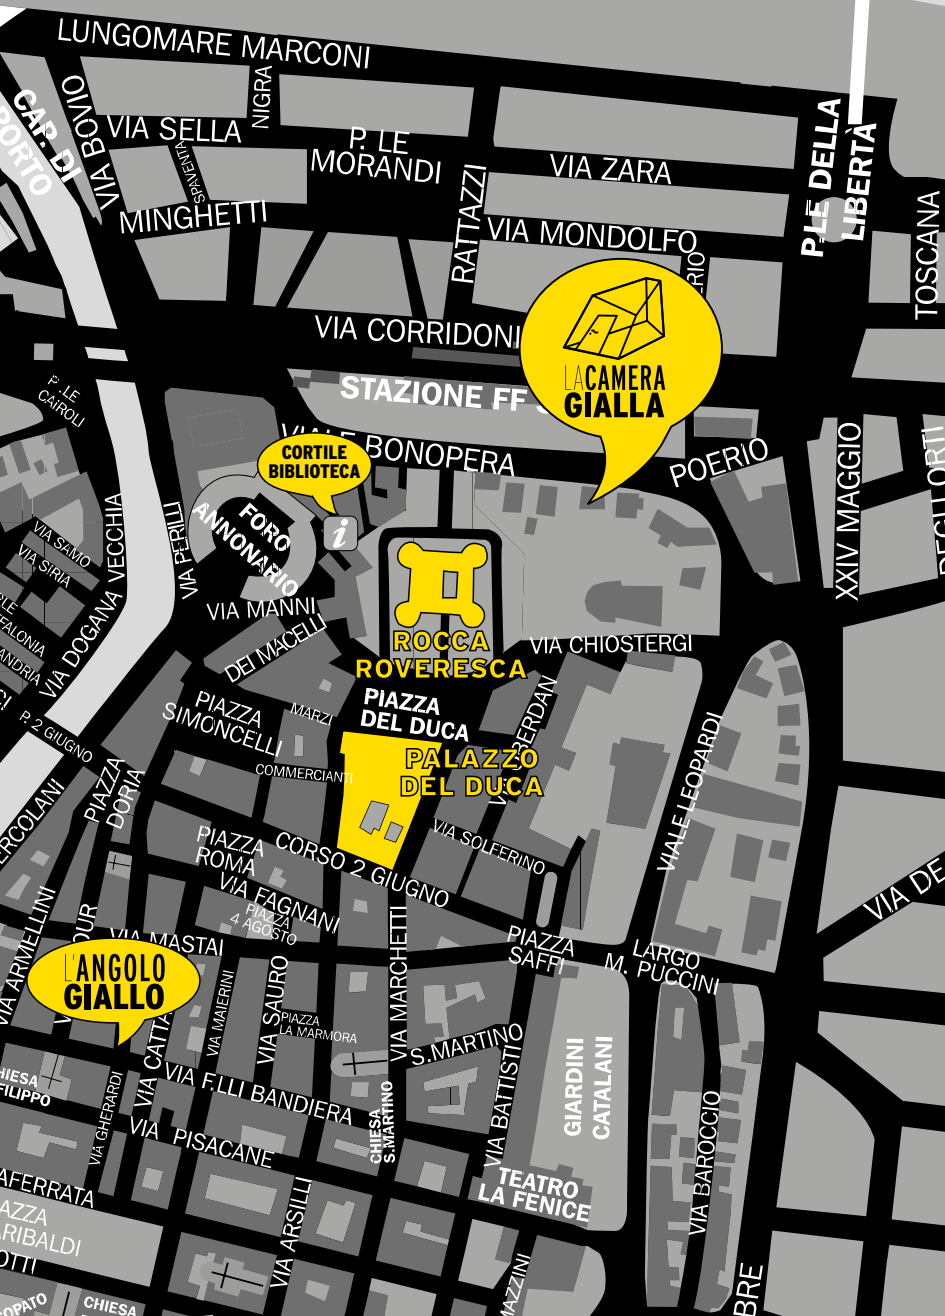 LUNGOMARE MARCONI
CAP. DI
PORTO
VIA BOVIO
NIGRA
VIA SELLA
SPAVENTA
P. LE
MORANDI
MINGHETTI
RATTAZZI
VIA ZARA
VIA MONDOLFO
P.LE DELLA
LIBERTÀ
TOSCANA
VIA CORRIDONI
LACAMERA
GIALLA
STAZIONE FF
P .LE
CAIROLI
BONOPERA
POERIO
XXIV MAGGIO
CORTILE
BIBLIOTECA
i
FORO
ANNONARIO
VIA PERILLI
VIA SAMO
VIA SIRIA
VIA DOGANA VECCHIA
VIA MANNI
DEI MACELLI
ROCCA
ROVERESCA
VIA CHIOSTERGI
PIAZZA
DEL DUCA
PIAZZA
SIMONCELLI
MARZI
COMMERCIANTI
PALAZZO
DEL DUCA
P. 2 GIUGNO
PIAZZA
DORIA
VIALE LEOPARDI
VIA SOLFERINO
PIAZZA
ROMA
CORSO 2 GIUGNO
VIA FAGNANI
PIAZZA
4 AGOSTO
VIA DE
VIA MASTAI
VIA ARMELLINI
PIAZZA
SAFFI
LARGO
M. PUCCINI
L'ANGOLO
GIALLO
VIA MAIERINI
VIA SAURO
PIAZZA
LA MARMORA
VIA MARCHETTI
S.MARTINO
VIA BATTISTI
GIARDINI
CATALANI
VIA F.LLI BANDIERA
CHIESA
S.MARTINO
VIA GHERARDI
VIA PISACANE
VIA BAROCCIO
TEATRO
LA FENICE
VIA ARSILLI
CHIESA